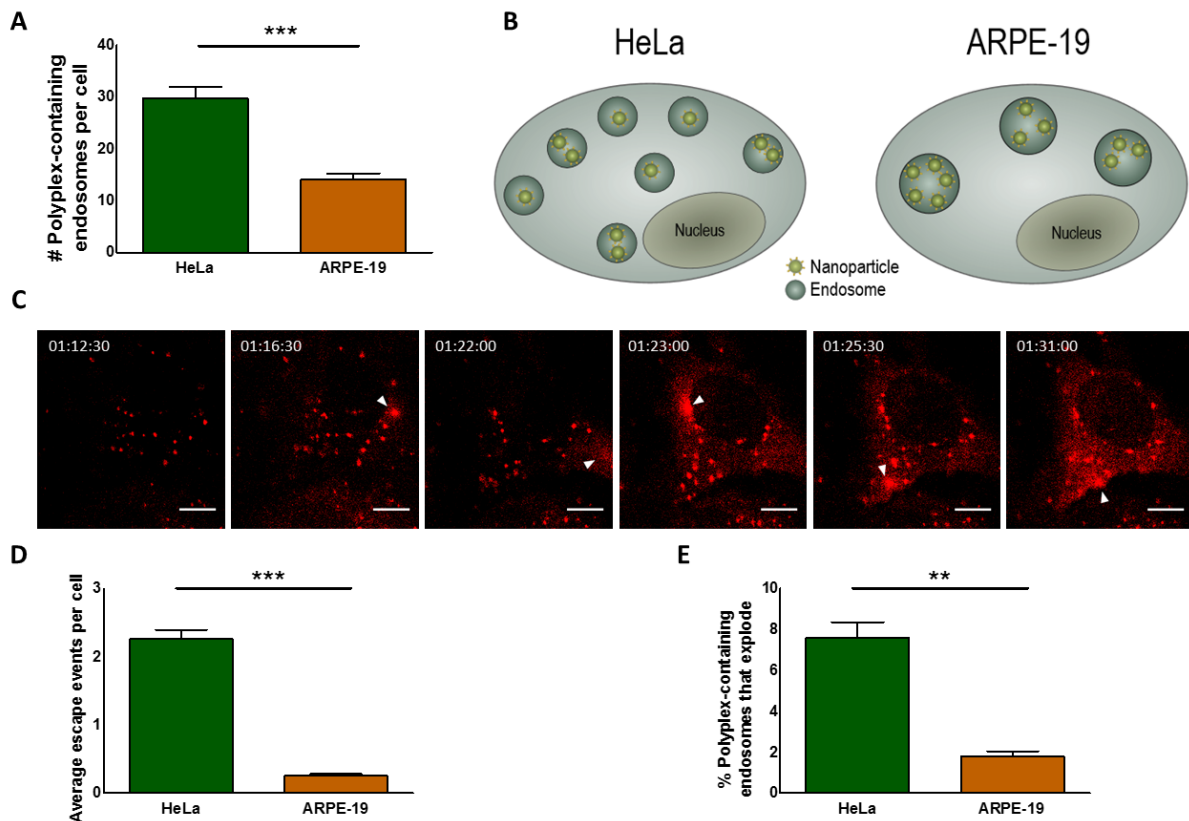 A
***
# Polyplex-containing
endosomes per cell
40
30
20
10
0
HeLa
ARPE-19
B
HeLa
ARPE-19
Nucleus
Nucleus
Nanoparticle
Endosome
C
01:12:30
01:16:30
01:22:00
01:23:00
01:25:30
01:31:00
D
***
Average escape events per cell
3
2
1
0
HeLa
ARPE-19
E
**
% Polyplex-containing
endosomes that explode
10
8
6
4
2
0
HeLa
ARPE-19